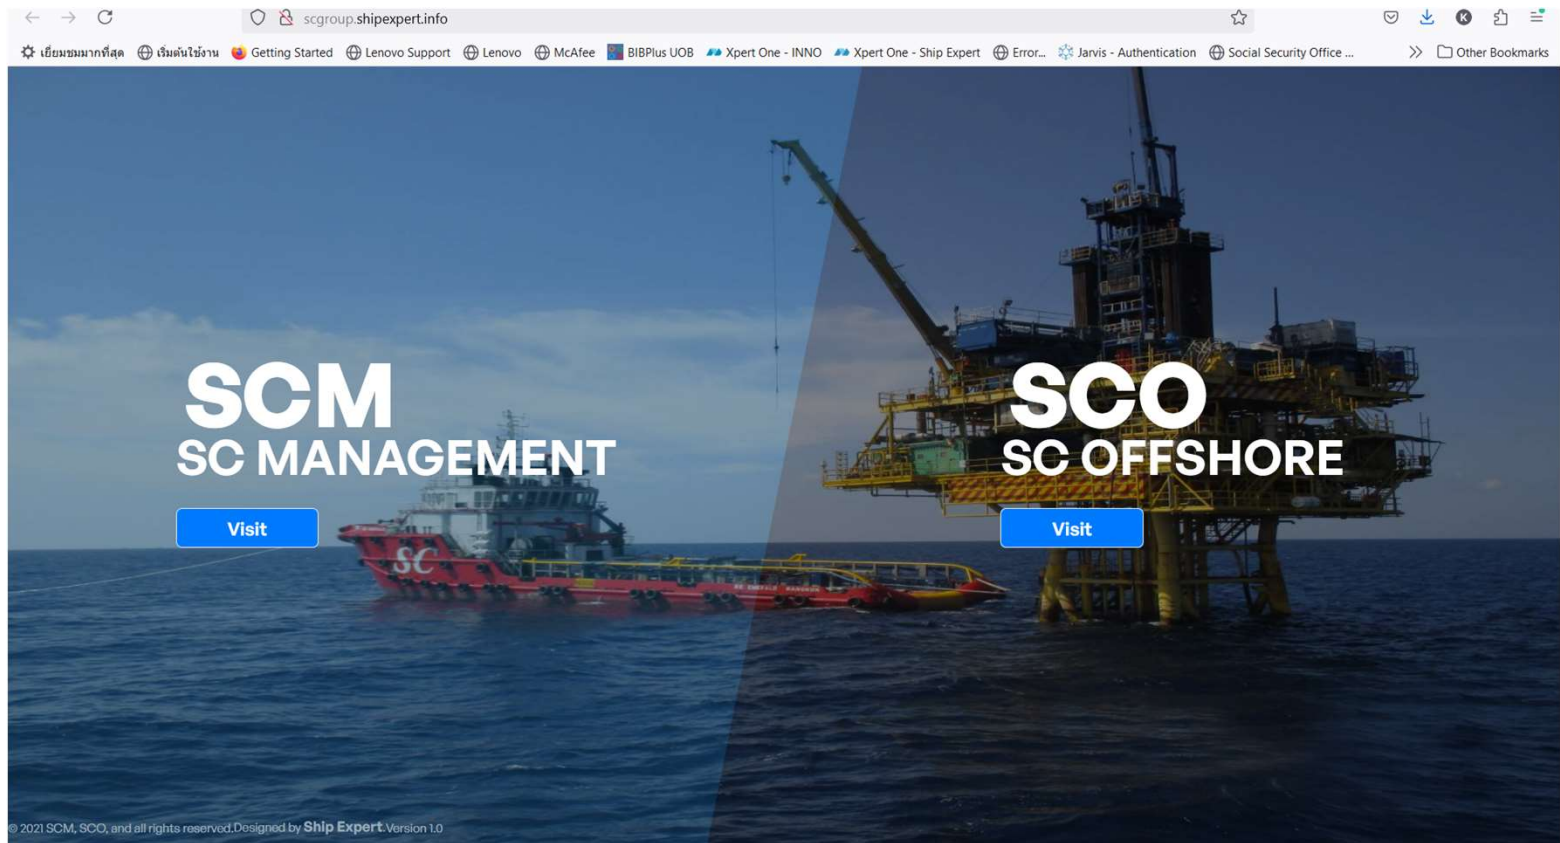 scgroup.shipexpert.info
K
เยี่ยมชมมากที่สุด เริ่มต้นใช้งาน Getting Started Lenovo Support Lenovo McAfee BIBPlus UOB Xpert One - INNO Xpert One - Ship Expert Error... Jarvis - Authentication Social Security Office ... Other Bookmarks
SCM
SC MANAGEMENT
Visit
SCO
SC OFFSHORE
Visit
SC
SC EMERALD BANGKOK
© 2021 SCM, SCO, and all rights reserved.Designed by Ship Expert.Version 1.0